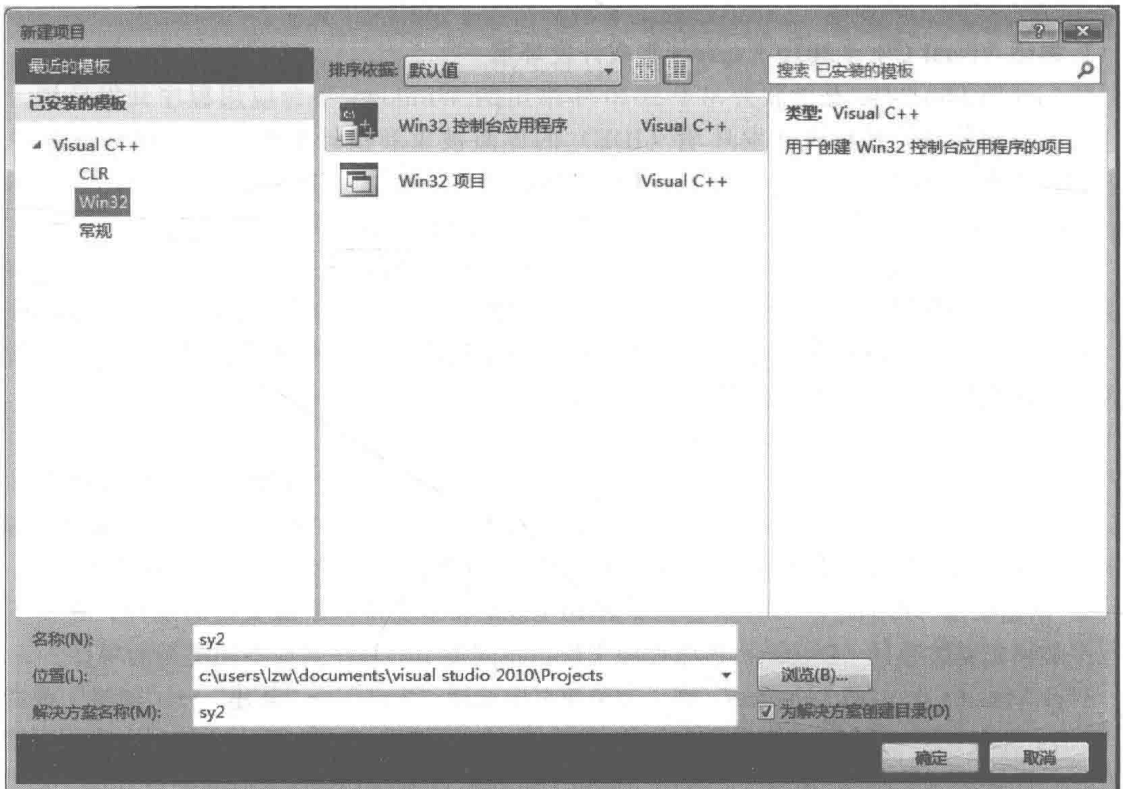 新建项目
最近的模板
已安装的模板
Visual C++
CLR
Win32
常规
排序依据: 默认值
Win32 控制台应用程序 Visual C++
Win32 项目 Visual C++
搜索 已安装的模板
类型: Visual C++
用于创建 Win32 控制台应用程序的项目
名称(N): sy2
位置(L): c:\users\lzw\documents\visual studio 2010\Projects
浏览(B)...
解决方案名称(M): sy2
为解决方案创建目录(D)
确定 取消